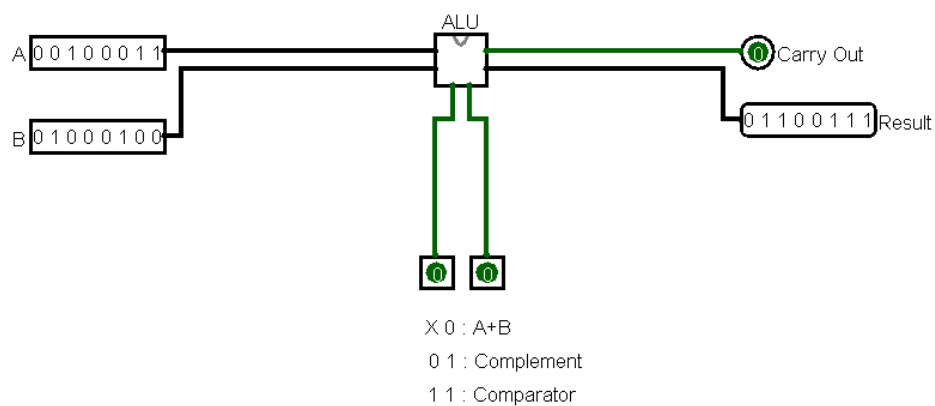 ALU
A 0 0 1 0 0 0 1 1
0 Carry Out
B 0 1 0 0 0 1 0 0
0 1 1 0 0 1 1 1 Result
0 0
X 0 : A+B
0 1 : Complement
1 1 : Comparator